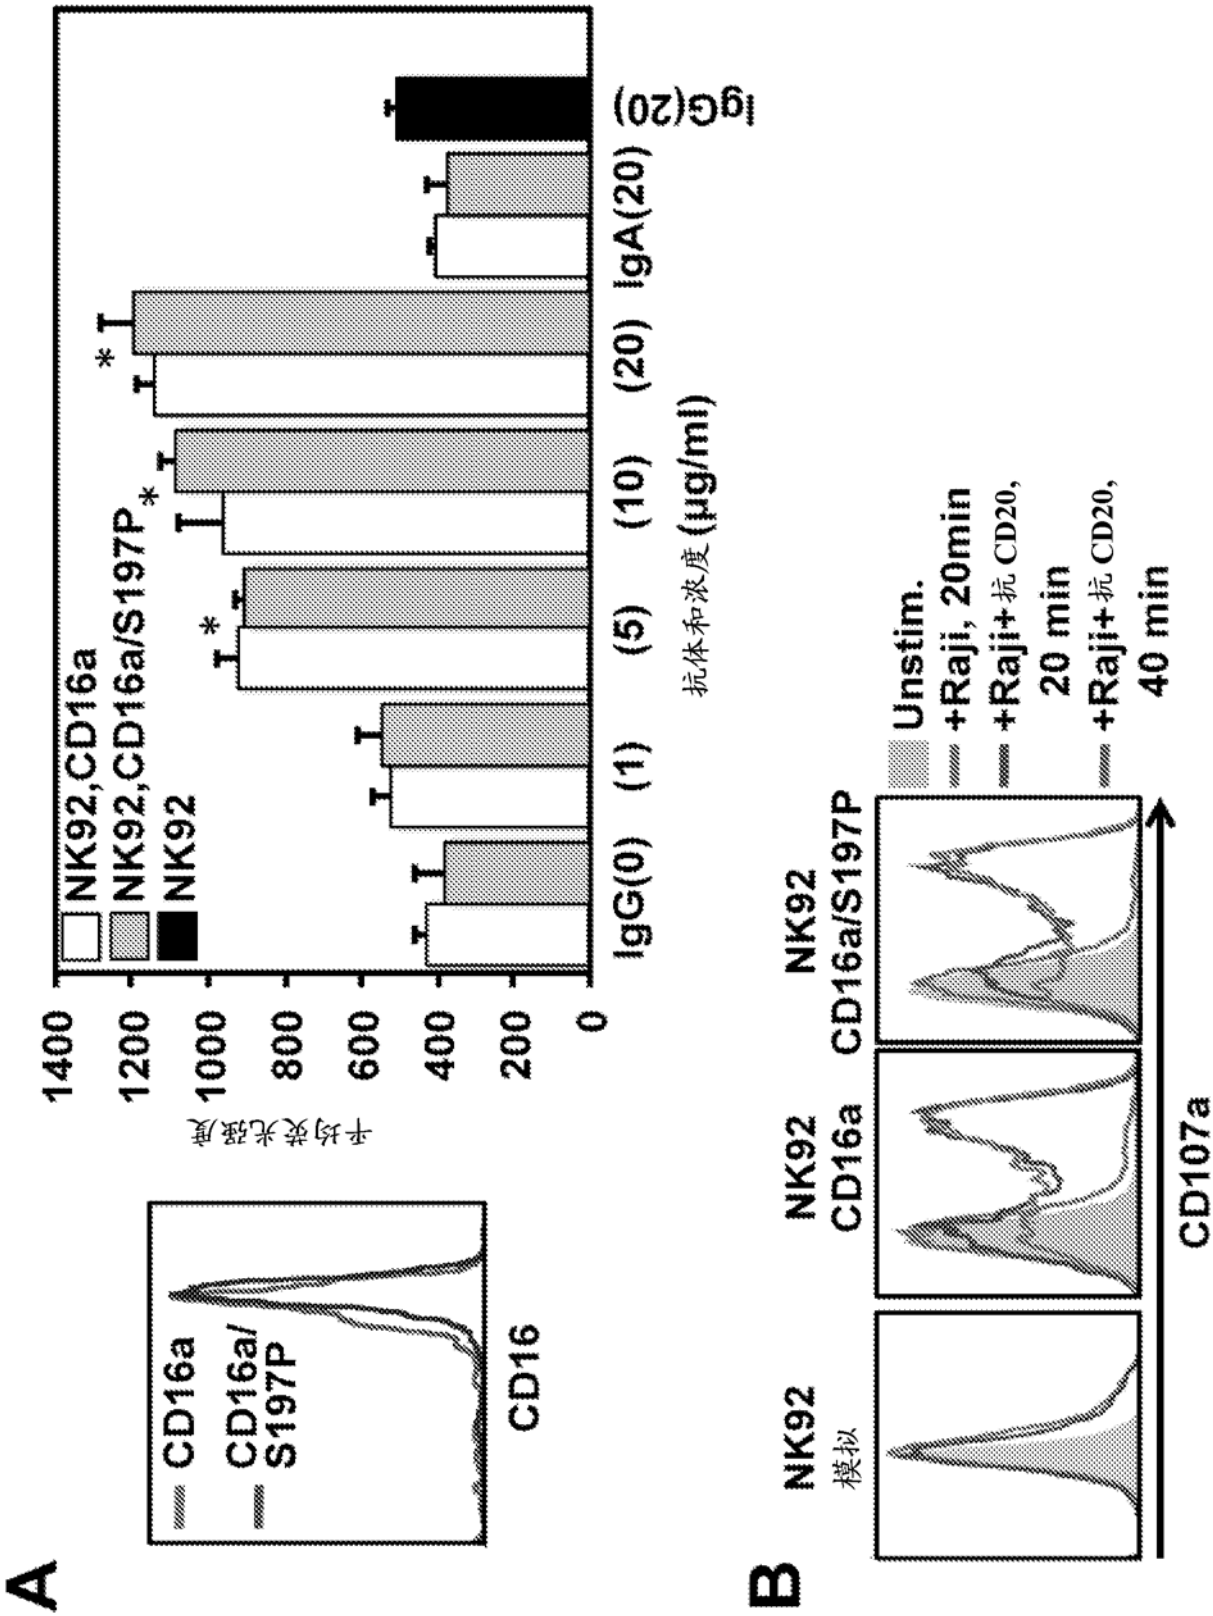 A
CD16a
CD16a/
S197P
CD16
平均荧光强度
1400
1200
1000
800
600
400
200
0
NK92,CD16a
NK92,CD16a/S197P
NK92
*
*
*
IgG(0)
(1)
(5)
(10)
(20)
IgA(20)
IgG(20)
抗体和浓度 (µg/ml)
B
NK92
模拟
NK92
CD16a
NK92
CD16a/S197P
CD107a
Unstim.
+Raji, 20min
+Raji+抗 CD20,
20 min
+Raji+抗 CD20,
40 min